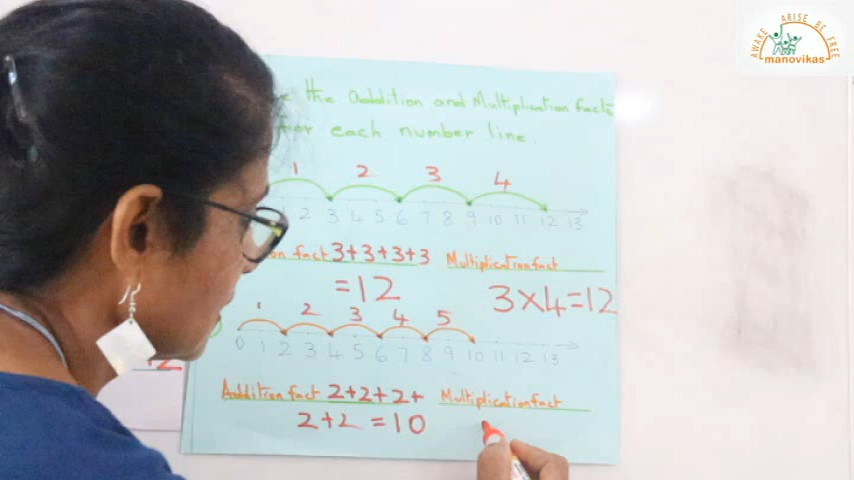 AWAKE ARISE BE FREE
manovikas
the Addition and Multiplication facts
for each number line
1 2 3 4
2 3 4 5 6 7 8 9 10 11 12 13
fact 3+3+3+3 Multiplication fact
=12 3×4=12
1 2 3 4 5
0 1 2 3 4 5 6 7 8 9 10 11 12 13
Addition fact 2+2+2+ Multiplication fact
2+2 =10